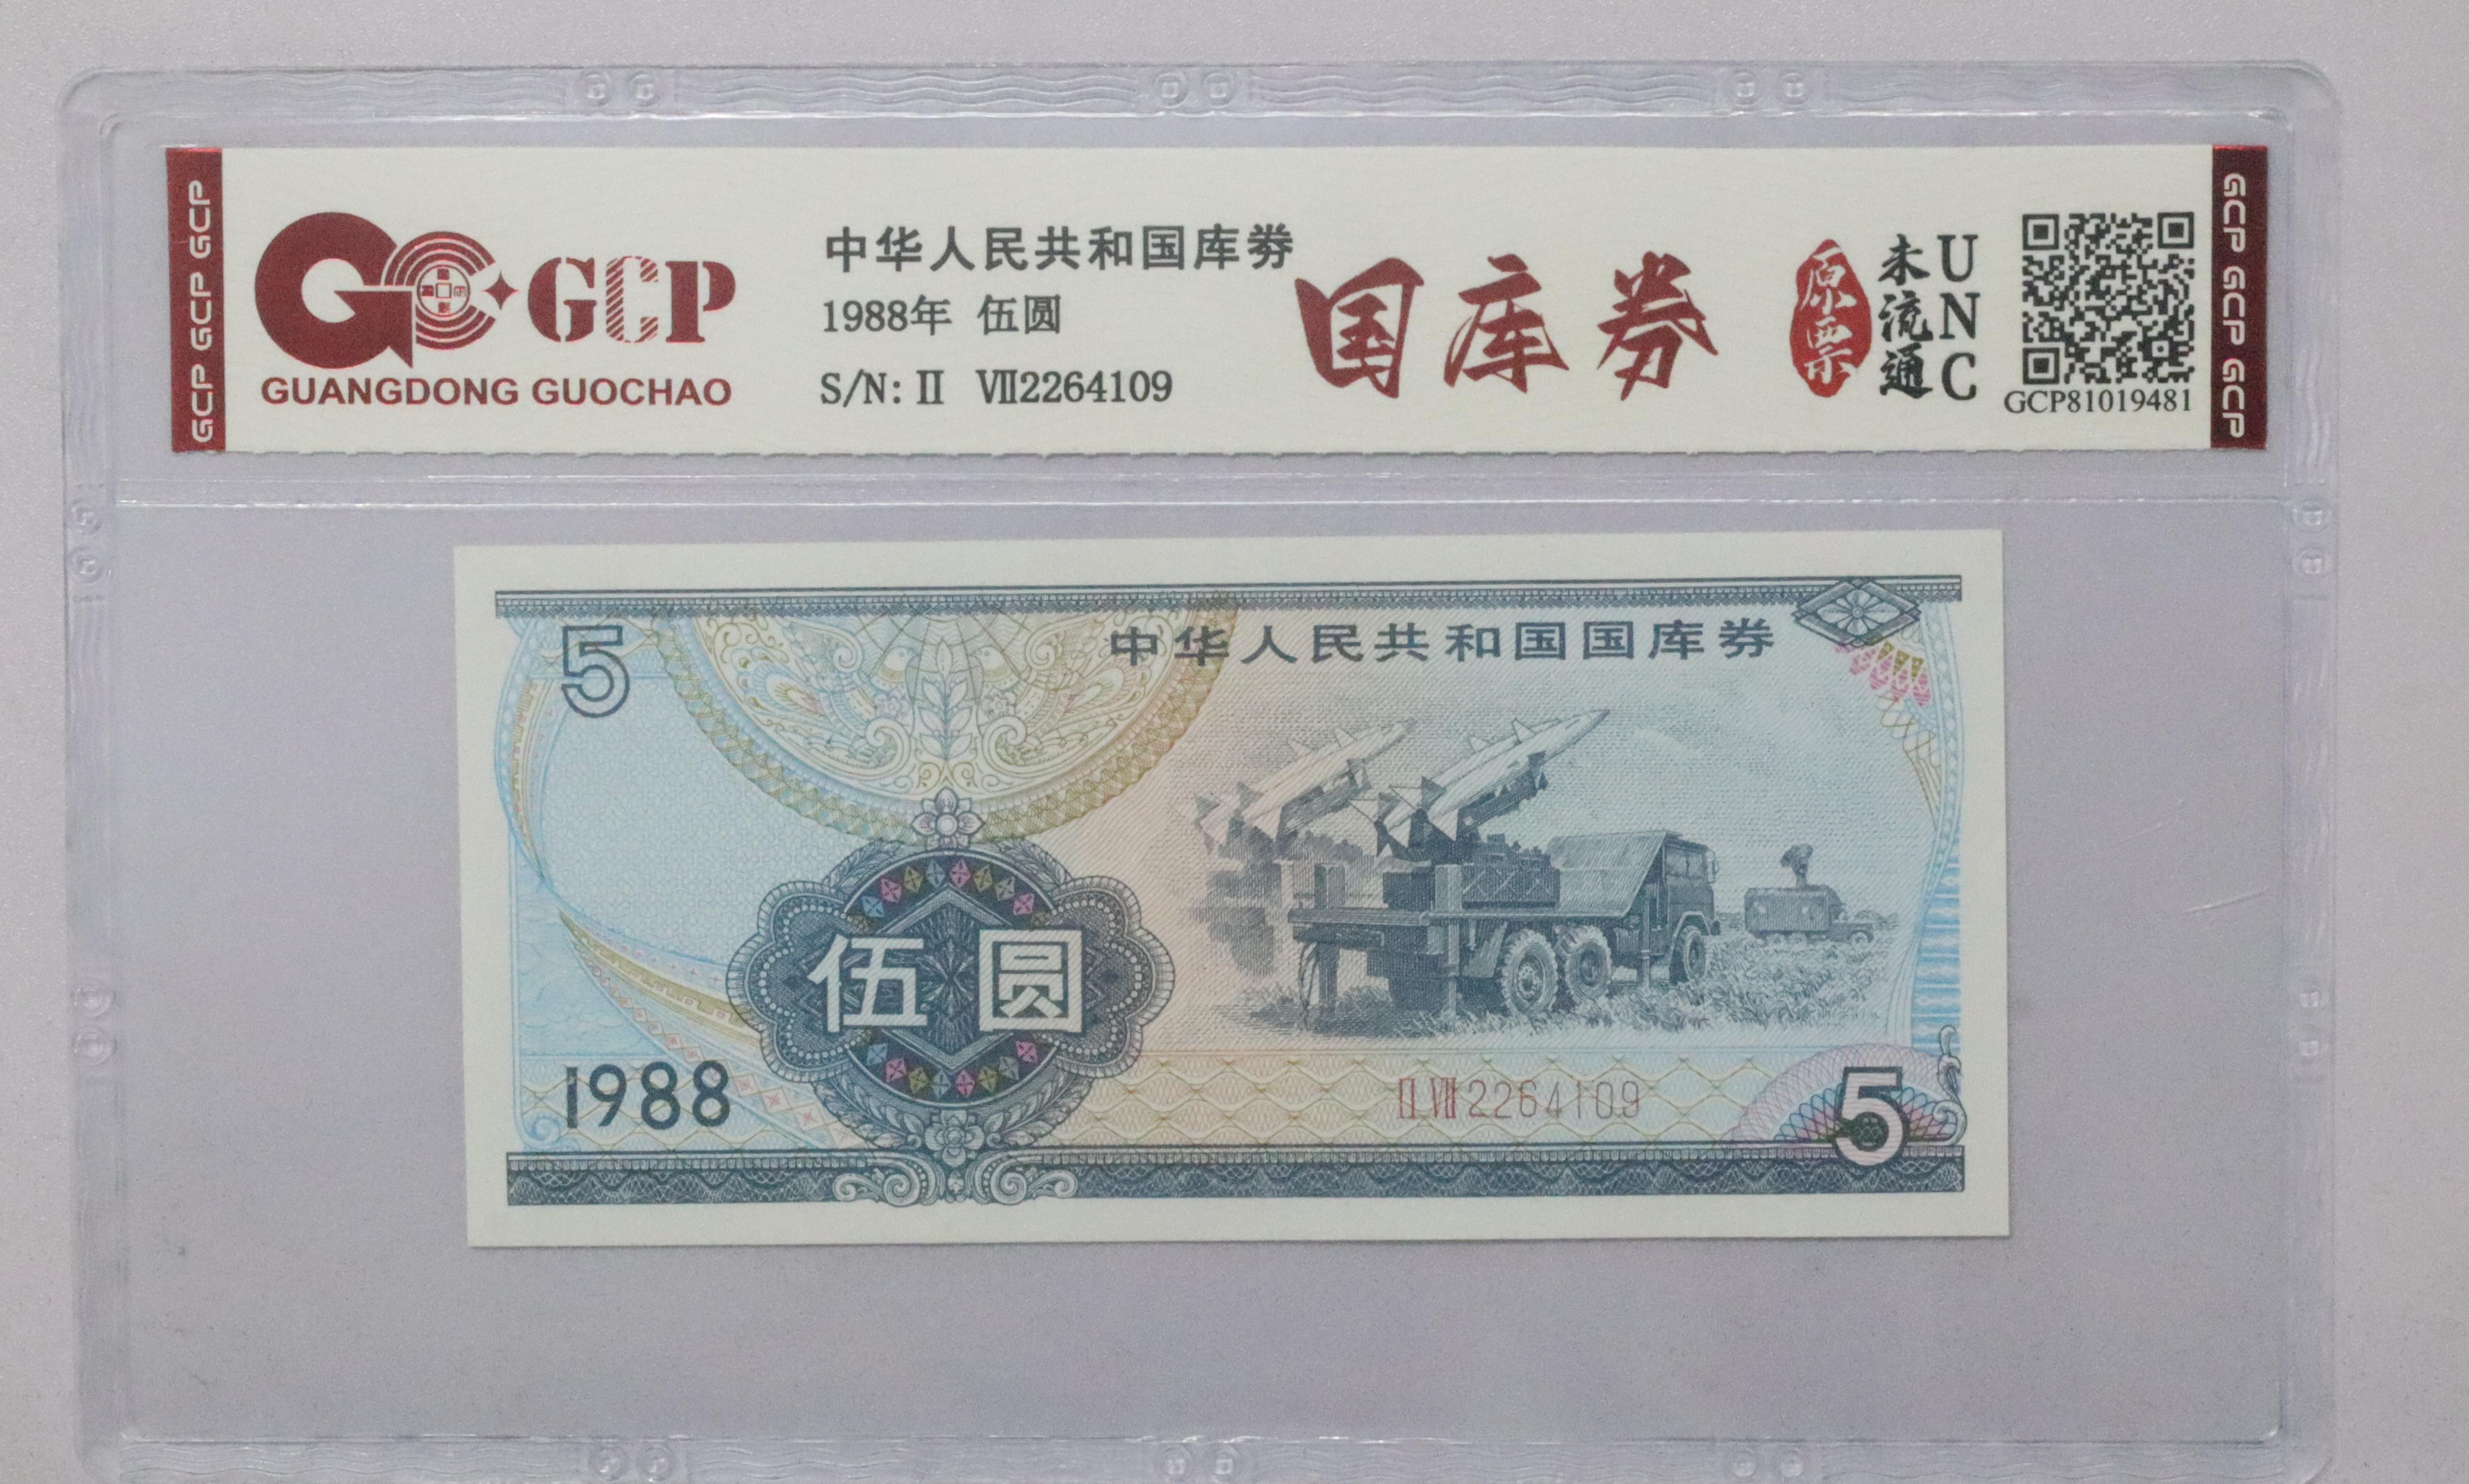 GCP GCP GCP
GCP
GUANGDONG GUOCHAO
中华人民共和国库券
1988年 伍圆
S/N: Ⅱ Ⅶ2264109
国库券
原票
未流通
UNC
GCP81019481
GCP GCP GCP
5
中华人民共和国国库券
伍圆
1988
Ⅱ Ⅶ 2264109
5